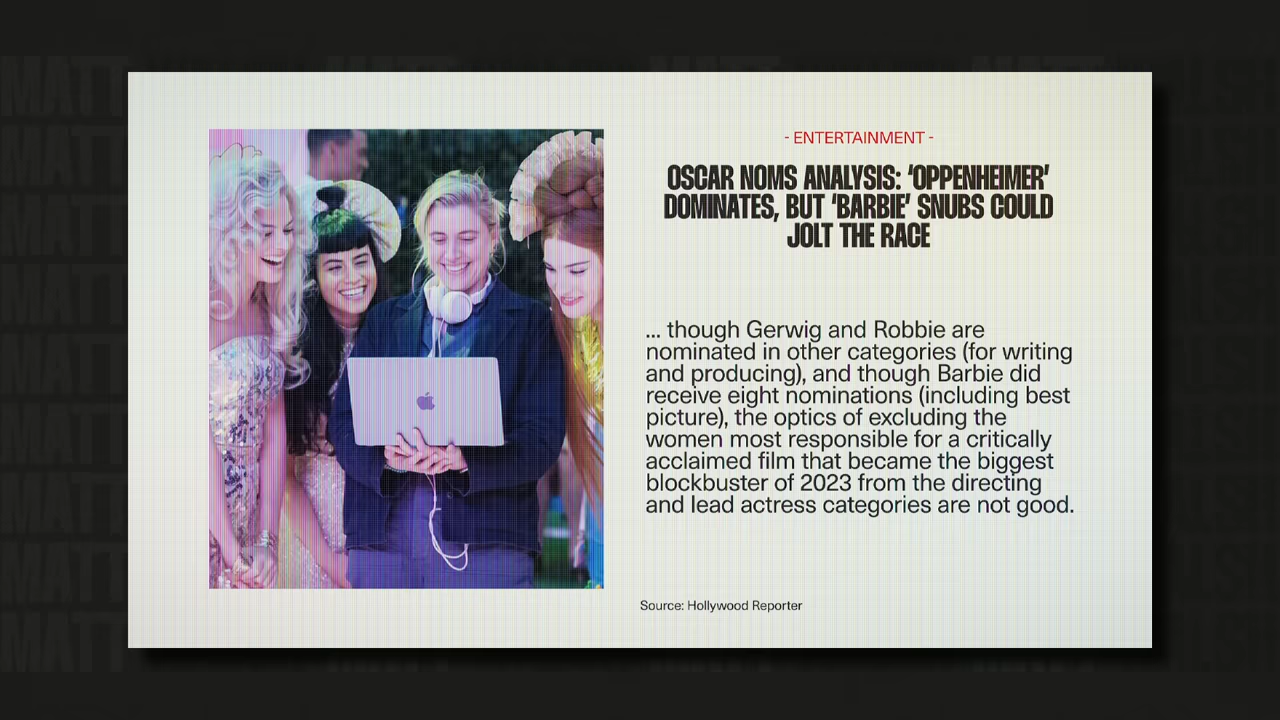 - ENTERTAINMENT -
OSCAR NOMS ANALYSIS: ‘OPPENHEIMER’
DOMINATES, BUT ‘BARBIE’ SNUBS COULD
JOLT THE RACE
... though Gerwig and Robbie are
nominated in other categories (for writing
and producing), and though Barbie did
receive eight nominations (including best
picture), the optics of excluding the
women most responsible for a critically
acclaimed film that became the biggest
blockbuster of 2023 from the directing
and lead actress categories are not good.
Source: Hollywood Reporter